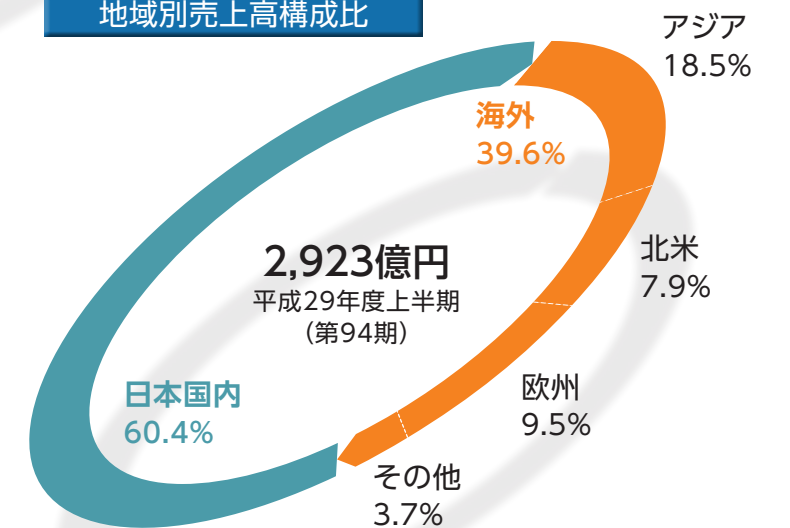 地域別売上高構成比
アジア
18.5%
海外
39.6%
北米
7.9%
2,923億円
平成29年度上半期
（第94期）
欧州
9.5%
日本国内
60.4%
その他
3.7%